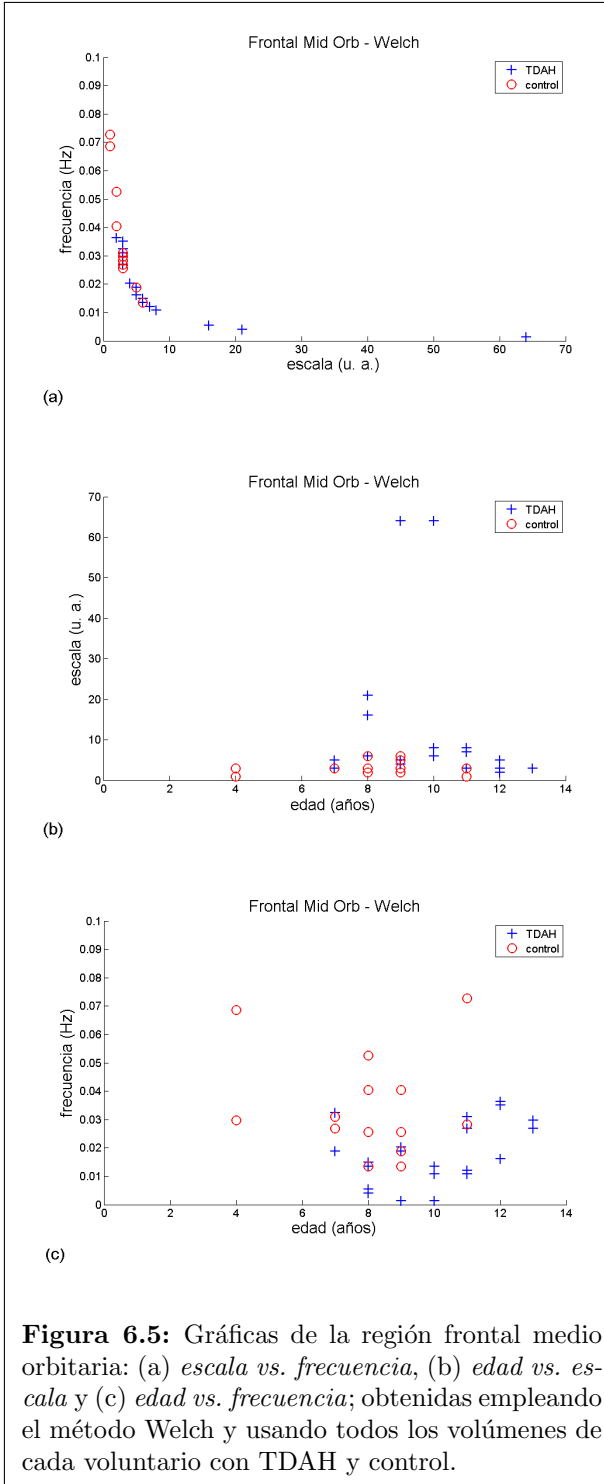 Frontal Mid Orb - Welch
TDAH
control
0.1
0.09
0.08
0.07
0.06
0.05
0.04
0.03
0.02
0.01
0
frecuencia (Hz)
0 10 20 30 40 50 60 70
escala (u. a.)
(a)
Frontal Mid Orb - Welch
TDAH
control
70
60
50
40
30
20
10
0
escala (u. a.)
0 2 4 6 8 10 12 14
edad (años)
(b)
Frontal Mid Orb - Welch
TDAH
control
0.1
0.09
0.08
0.07
0.06
0.05
0.04
0.03
0.02
0.01
0
frecuencia (Hz)
0 2 4 6 8 10 12 14
edad (años)
(c)
Figura 6.5: Gráficas de la región frontal medio
orbitaria: (a) escala vs. frecuencia, (b) edad vs. es-
cala y (c) edad vs. frecuencia; obtenidas empleando
el método Welch y usando todos los volúmenes de
cada voluntario con TDAH y control.